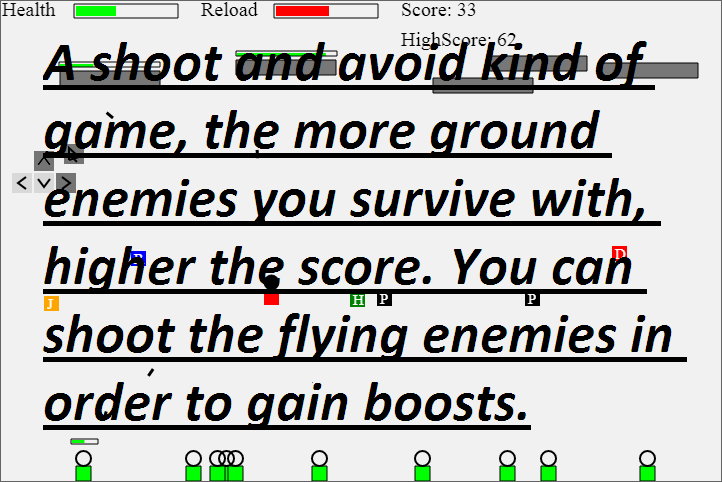 Health Reload Score: 33
HighScore: 62
A shoot and avoid kind of
game, the more ground
enemies you survive with,
higher the score. You can
D
J H P P
shoot the flying enemies in
order to gain boosts.